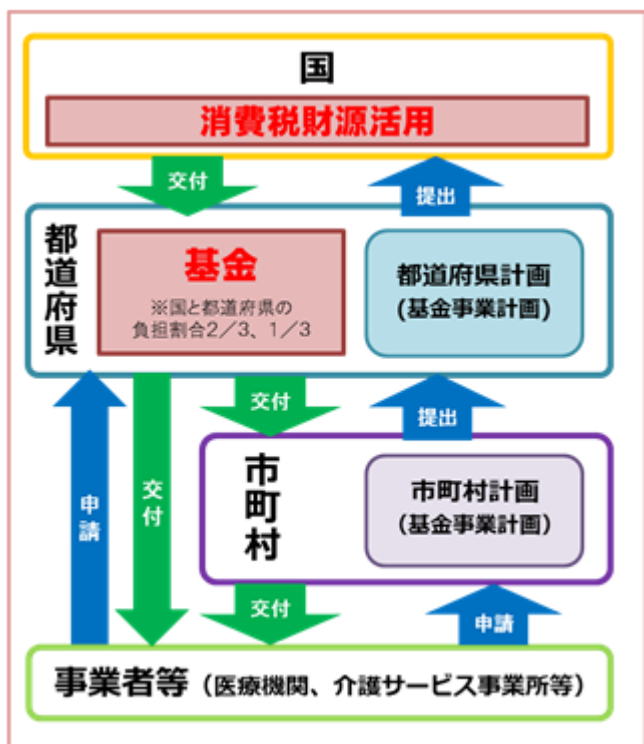 国
消費税財源活用
交付
提出
都道府県
基金
※国と都道府県の
負担割合2／3、1／3
都道府県計画
(基金事業計画)
交付
提出
申請
交付
市町村
市町村計画
(基金事業計画)
交付
申請
事業者等（医療機関、介護サービス事業所等）